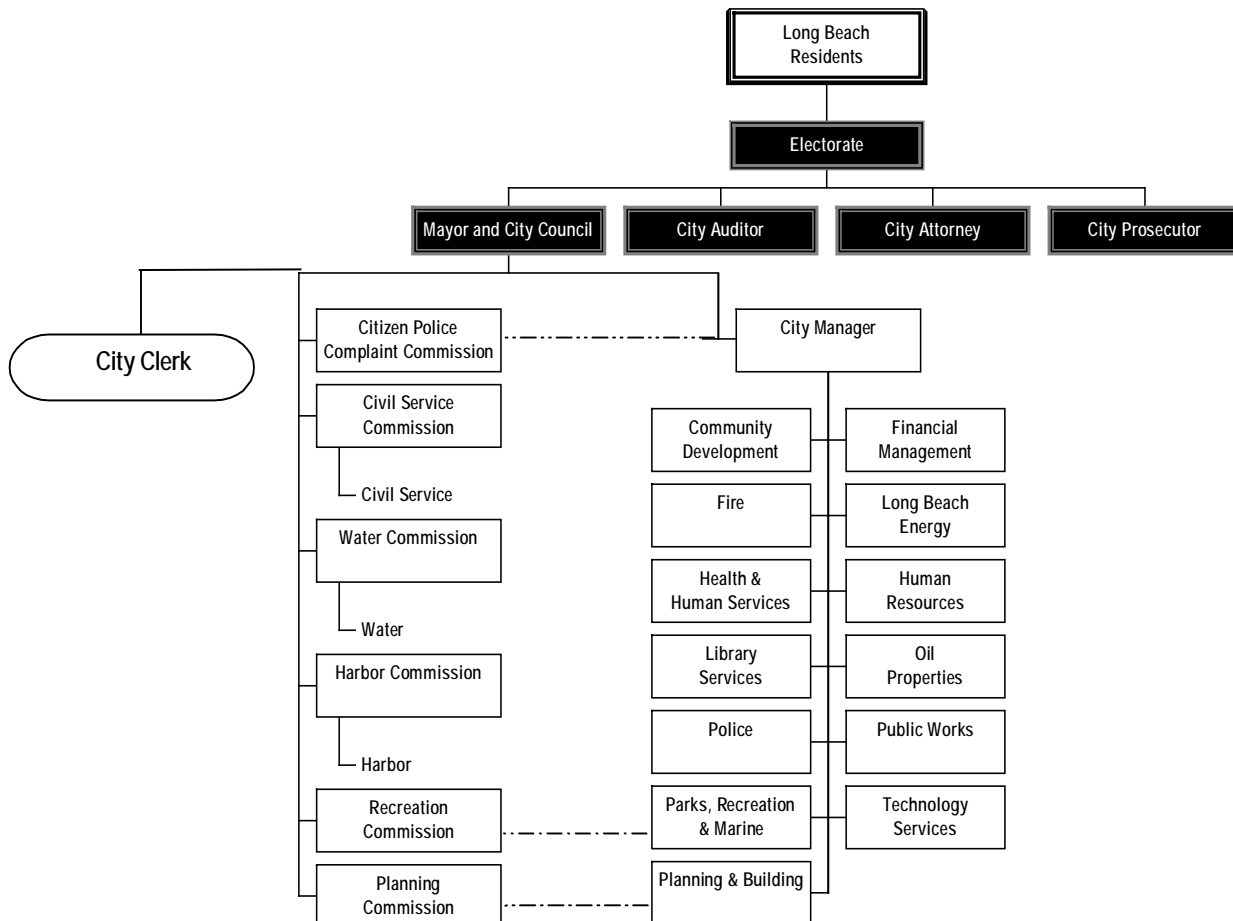 Long Beach
Residents
Electorate
Mayor and City Council
City Auditor
City Attorney
City Prosecutor
City Clerk
Citizen Police
Complaint Commission
City Manager
Civil Service
Commission
Civil Service
Water Commission
Water
Harbor Commission
Harbor
Recreation
Commission
Planning
Commission
Community
Development
Financial
Management
Fire
Long Beach
Energy
Health &
Human Services
Human
Resources
Library
Services
Oil
Properties
Police
Public Works
Parks, Recreation
& Marine
Technology
Services
Planning & Building